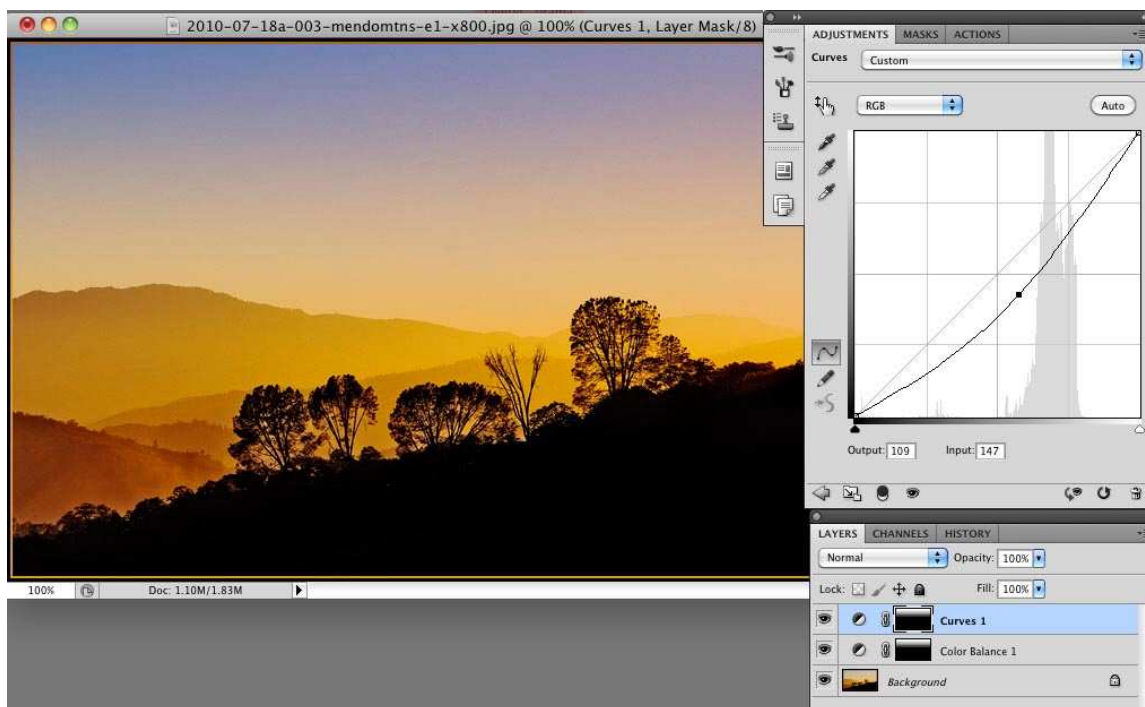 2010-07-18a-003-mendomtns-e1-x800.jpg @ 100% (Curves 1, Layer Mask/8)
ADJUSTMENTS MASKS ACTIONS
Curves Custom
RGB Auto
Output: 109 Input: 147
100% Doc: 1.10M/1.83M
LAYERS CHANNELS HISTORY
Normal Opacity: 100%
Lock: Fill: 100%
Curves 1
Color Balance 1
Background